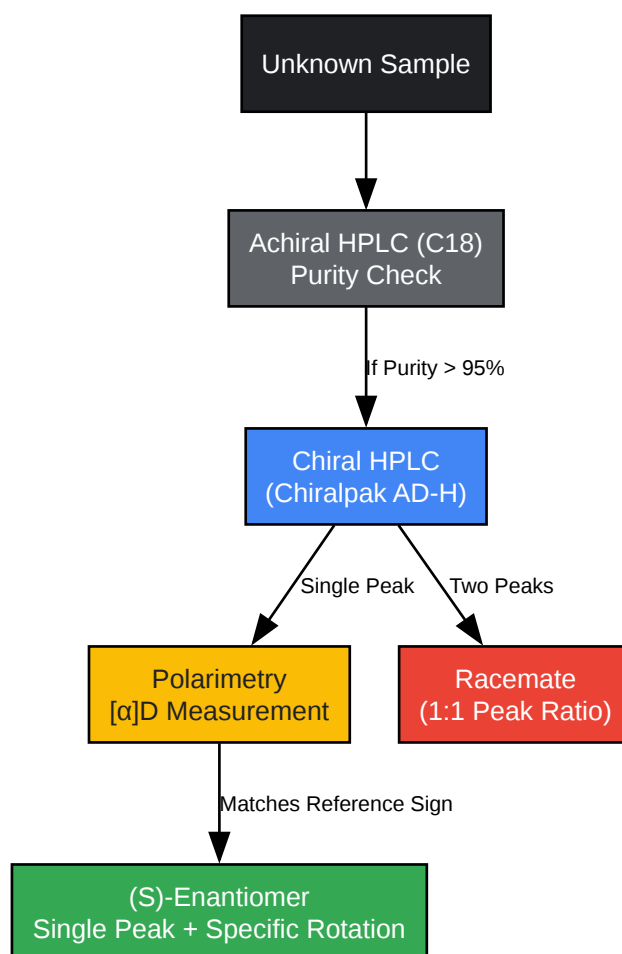 Unknown Sample
Achiral HPLC (C18)
Purity Check
If Purity > 95%
Chiral HPLC
(Chiralpak AD-H)
Single Peak
Two Peaks
Polarimetry
[α]D Measurement
Racemate
(1:1 Peak Ratio)
Matches Reference Sign
(S)-Enantiomer
Single Peak + Specific Rotation